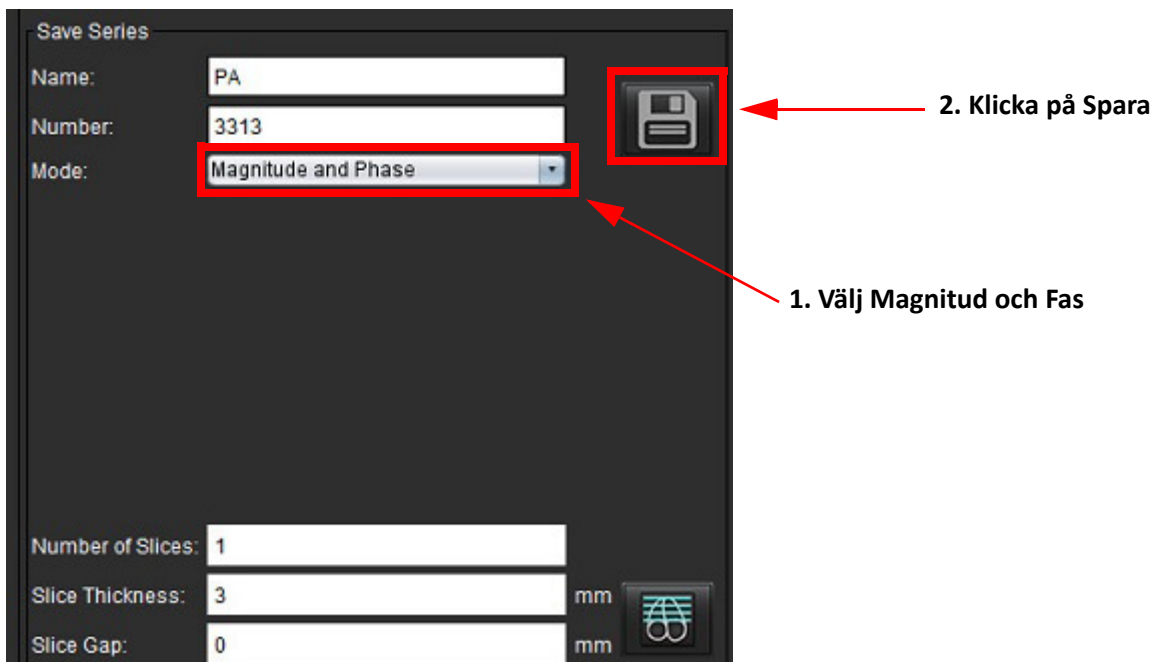 Save Series
Name: PA
Number: 3313
Mode: Magnitude and Phase
2. Klicka på Spara
1. Välj Magnitud och Fas
Number of Slices: 1
Slice Thickness: 3 mm
Slice Gap: 0 mm